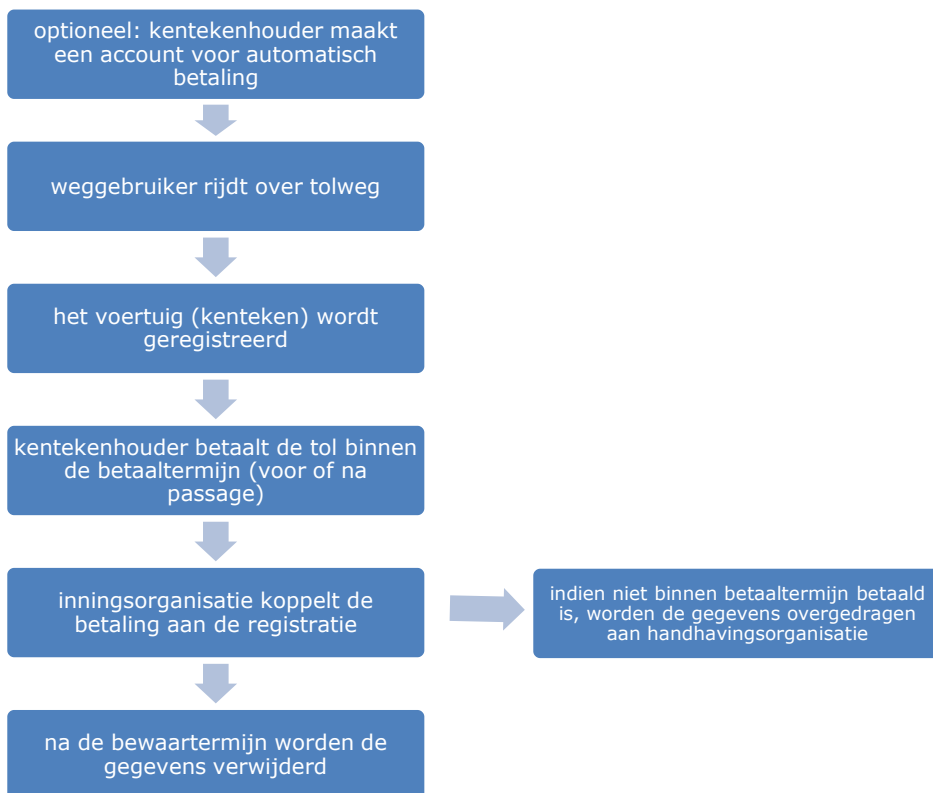 optioneel: kentekenhouder maakt
een account voor automatisch
betaling
weggebruiker rijdt over tolweg
het voertuig (kenteken) wordt
geregistreerd
kentekenhouder betaalt de tol binnen
de betaaltermijn (voor of na
passage)
inningsorganisatie koppelt de
betaling aan de registratie
indien niet binnen betaaltermijn betaald
is, worden de gegevens overgedragen
aan handhavingsorganisatie
na de bewaartermijn worden de
gegevens verwijderd